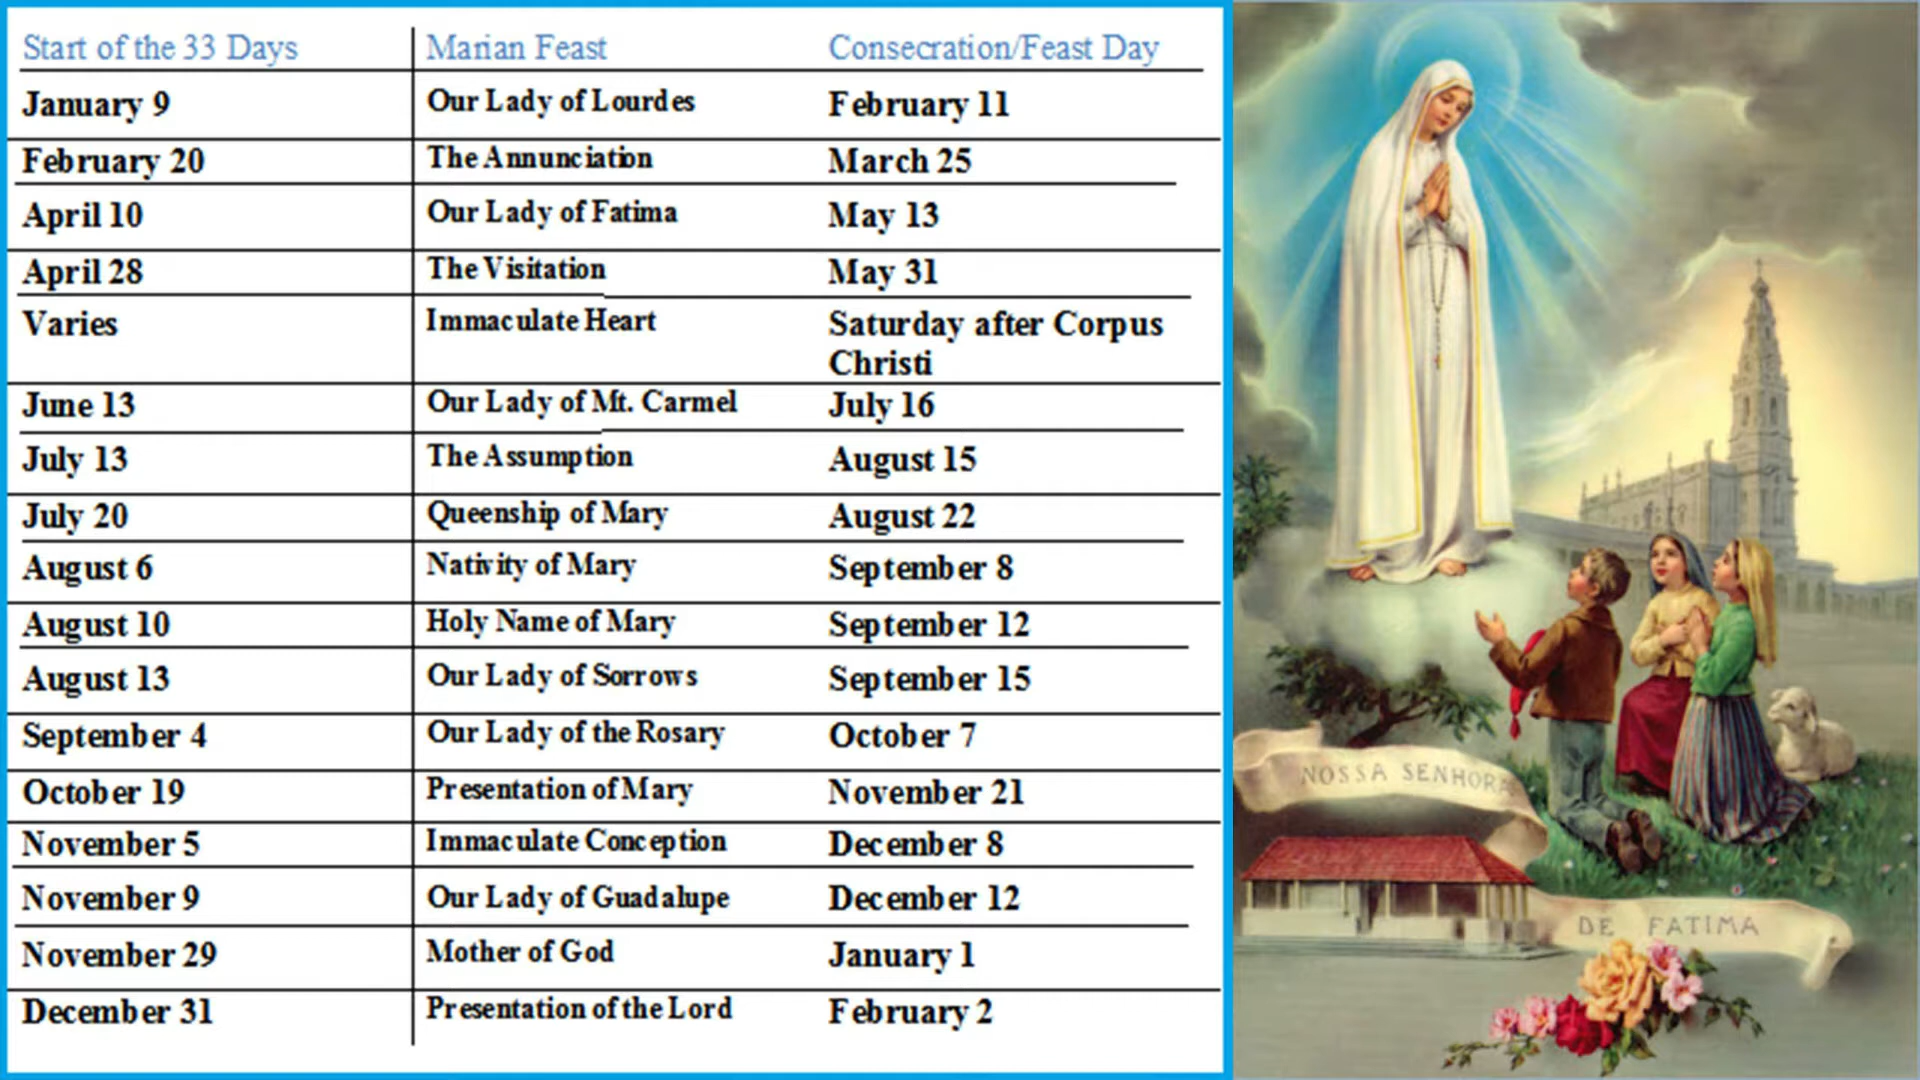 Start of the 33 Days Marian Feast Consecration/Feast Day
January 9 Our Lady of Lourdes February 11
February 20 The Annunciation March 25
April 10 Our Lady of Fatima May 13
April 28 The Visitation May 31
Varies Immaculate Heart Saturday after Corpus
Christi
June 13 Our Lady of Mt. Carmel July 16
July 13 The Assumption August 15
July 20 Queenship of Mary August 22
August 6 Nativity of Mary September 8
August 10 Holy Name of Mary September 12
August 13 Our Lady of Sorrows September 15
September 4 Our Lady of the Rosary October 7
October 19 Presentation of Mary November 21
November 5 Immaculate Conception December 8
November 9 Our Lady of Guadalupe December 12
November 29 Mother of God January 1
December 31 Presentation of the Lord February 2
NOSSA SENHORA
DE FATIMA